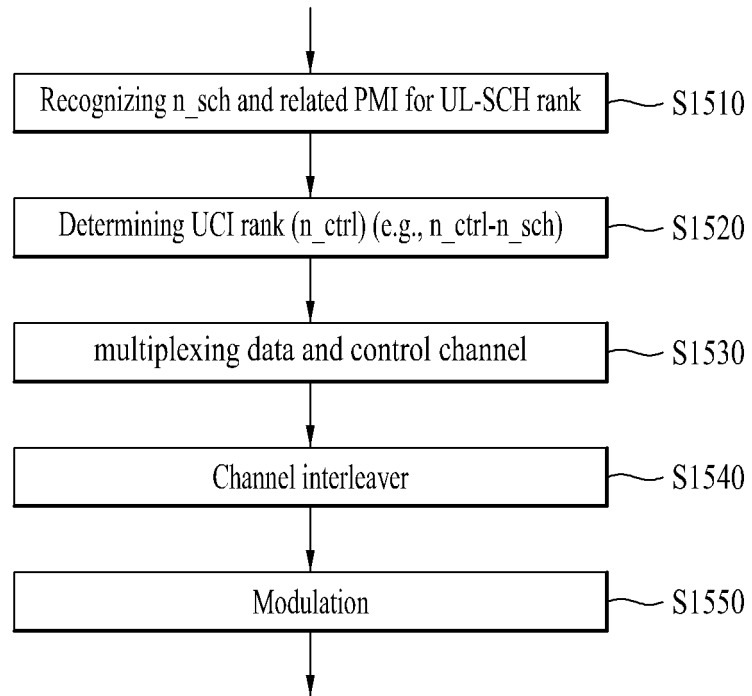 Recognizing n_sch and related PMI for UL-SCH rank
S1510
Determining UCI rank (n_ctrl) (e.g., n_ctrl-n_sch)
S1520
multiplexing data and control channel
S1530
Channel interleaver
S1540
Modulation
S1550